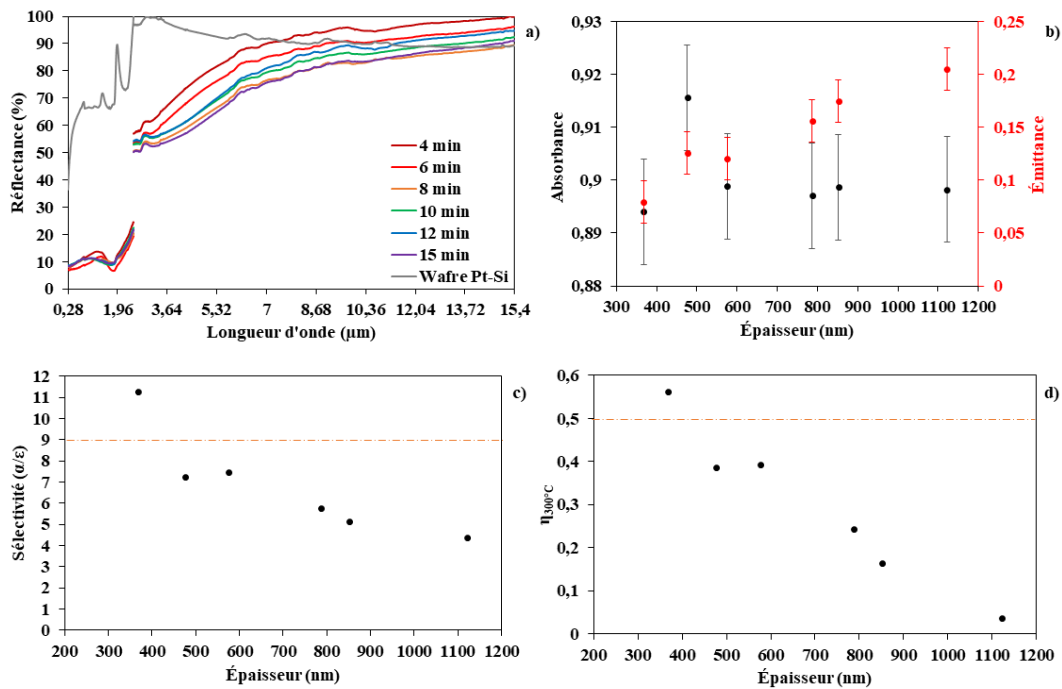 a)
Réflectance (%)
100
90
80
70
60
50
40
30
20
10
0
4 min
6 min
8 min
10 min
12 min
15 min
Wafre Pt-Si
0,28 1,96 3,64 5,32 7 8,68 10,36 12,04 13,72 15,4
Longueur d'onde (µm)
b)
Absorbance
0,93
0,92
0,91
0,9
0,89
0,88
Émittance
0,25
0,2
0,15
0,1
0,05
0
300 400 500 600 700 800 900 1000 1100 1200
Épaisseur (nm)
c)
Sélectivité (α/ε)
12
11
10
9
8
7
6
5
4
3
2
1
0
200 300 400 500 600 700 800 900 1000 1100 1200
Épaisseur (nm)
d)
η300°C
0,6
0,5
0,4
0,3
0,2
0,1
0
200 300 400 500 600 700 800 900 1000 1100 1200
Épaisseur (nm)